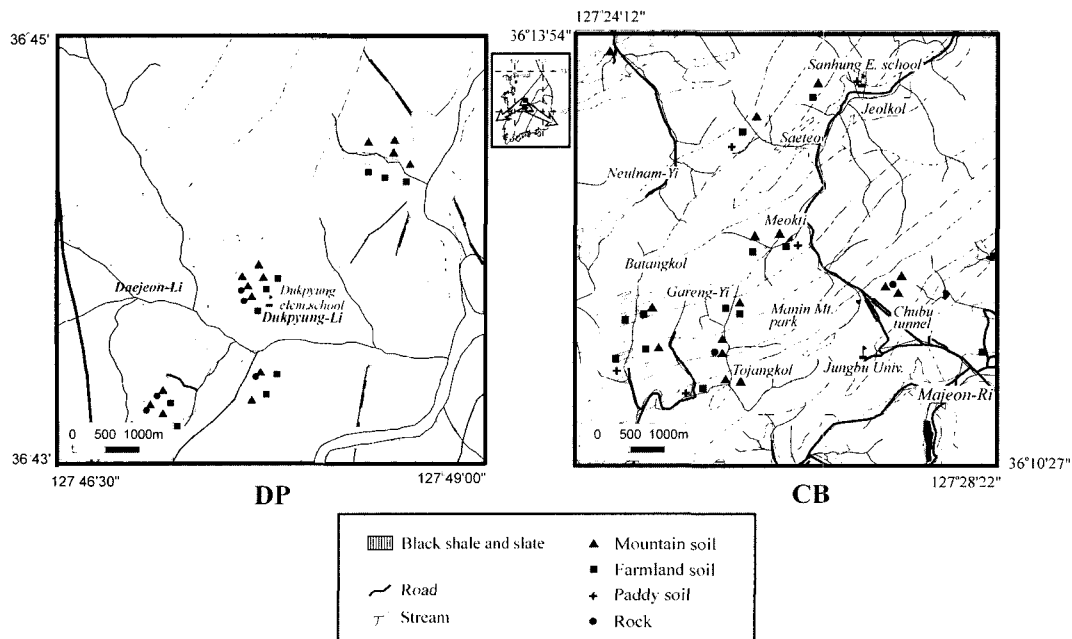 36°45'
36°43'
127°46'30"
127°49'00"
Daejeon-Li
Dukpyung
elem.school
Dukpyung-Li
0 500 1000m
DP
127°24'12"
36°13'54"
Sanhung E. school
Jeolkol
Saeteo
Neulnam-Yi
Meokti
Batangkol
Gareng-Yi
Manin Mt.
park
Chubu
tunnel
Tojangkol
Jungbu Univ.
Majeon-Ri
0 500 1000m
36°10'27"
127°28'22"
CB
Black shale and slate
Road
Stream
Mountain soil
Farmland soil
Paddy soil
Rock